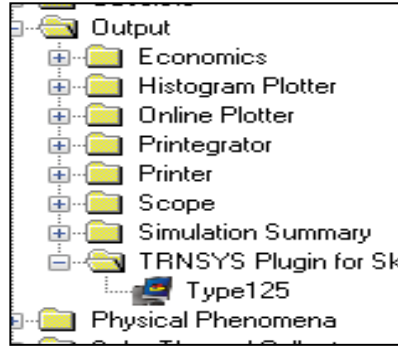 Output
Economics
Histogram Plotter
Online Plotter
Printegrator
Printer
Scope
Simulation Summary
TRNSYS Plugin for Sk
Type125
Physical Phenomena